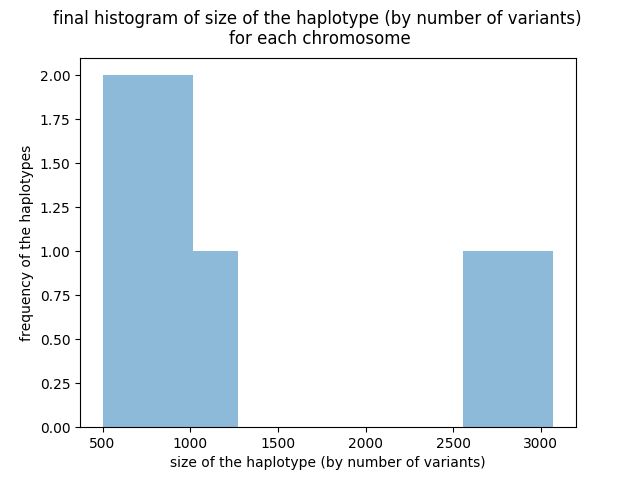 final histogram of size of the haplotype (by number of variants)
for each chromosome
2.00
1.75
1.50
1.25
1.00
0.75
0.50
0.25
0.00
frequency of the haplotypes
500 1000 1500 2000 2500 3000
size of the haplotype (by number of variants)